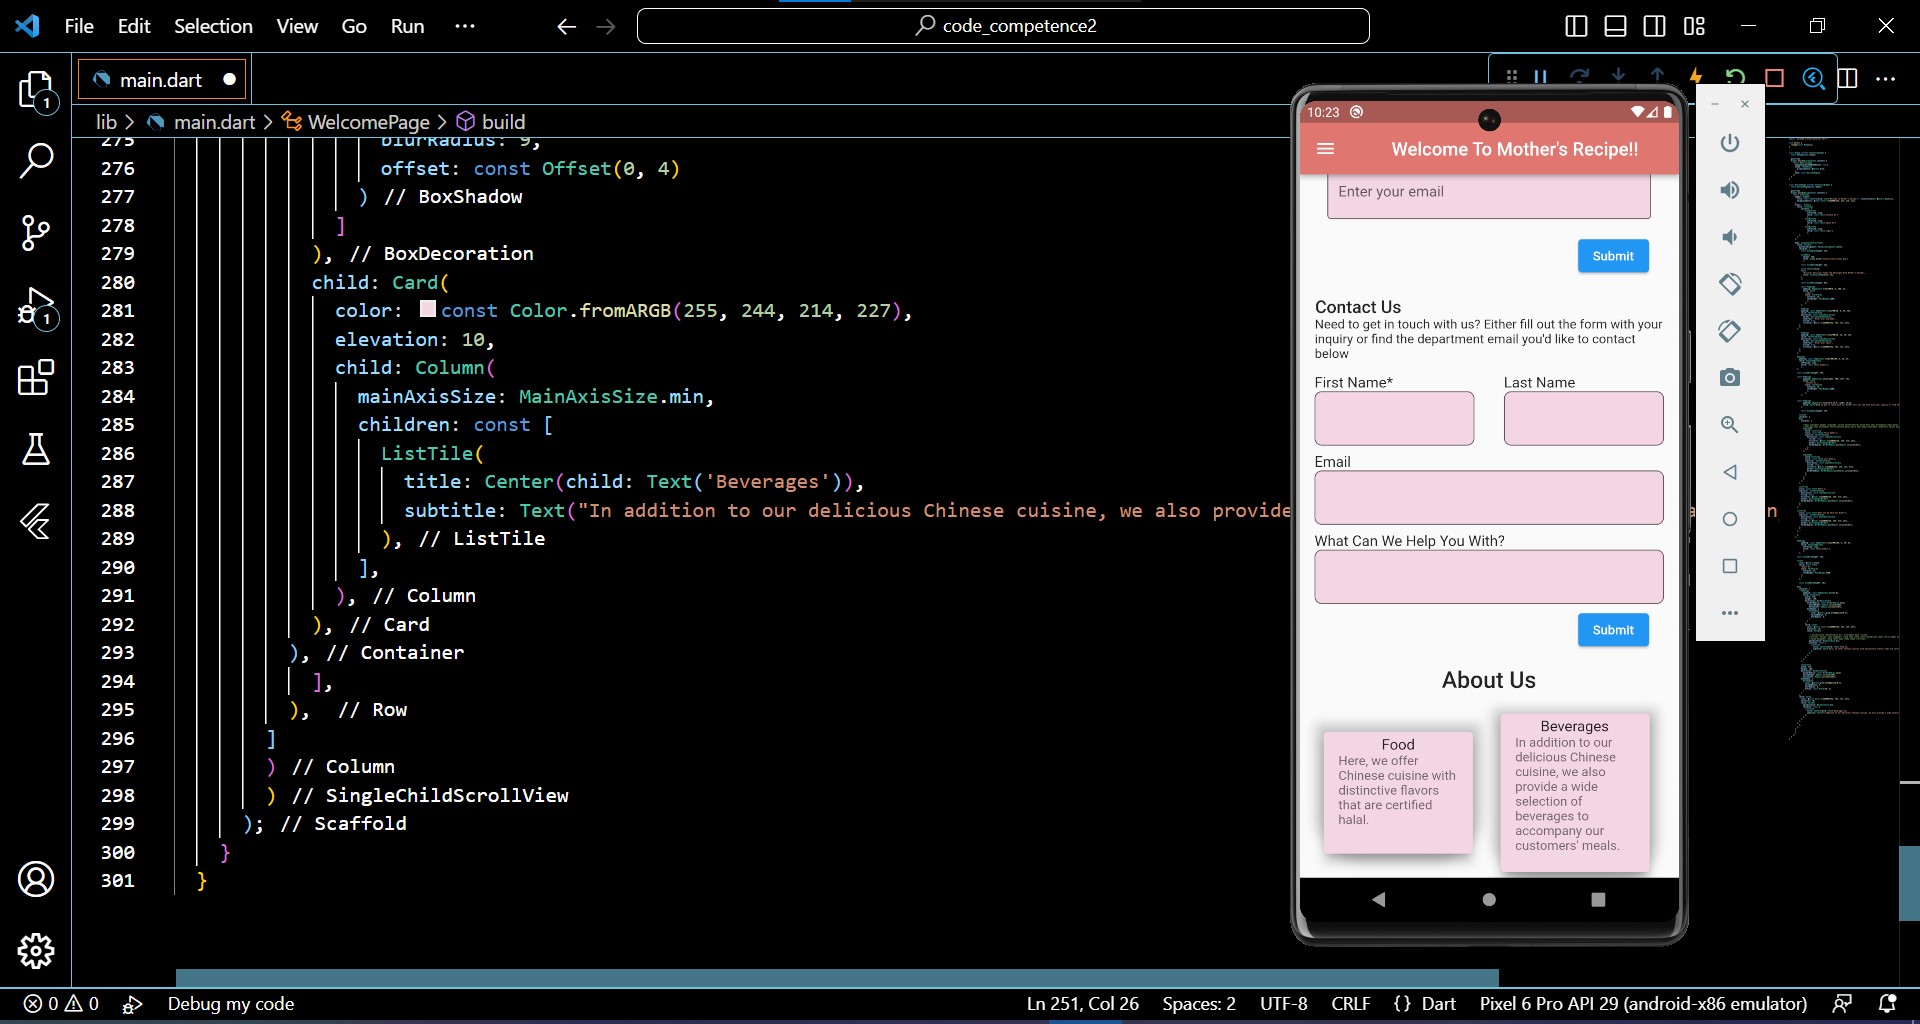 File Edit Selection View Go Run ···
code_competence2
main.dart
lib > main.dart > WelcomePage > build
275 blurRadius: 9,
276 offset: const Offset(0, 4)
277 ) // BoxShadow
278 ]
279 ), // BoxDecoration
280 child: Card(
281 color: const Color.fromARGB(255, 244, 214, 227),
282 elevation: 10,
283 child: Column(
284 mainAxisSize: MainAxisSize.min,
285 children: const [
286 ListTile(
287 title: Center(child: Text('Beverages')),
288 subtitle: Text("In addition to our delicious Chinese cuisine, we also provide
289 ), // ListTile
290 ],
291 ), // Column
292 ), // Card
293 ), // Container
294 ],
295 ), // Row
296 ]
297 ) // Column
298 ) // SingleChildScrollView
299 ); // Scaffold
300 }
301 }
1
1
10:23
Welcome To Mother's Recipe!!
Enter your email
Submit
Contact Us
Need to get in touch with us? Either fill out the form with your
inquiry or find the department email you'd like to contact
below
First Name* Last Name
Email
What Can We Help You With?
Submit
About Us
Food
Here, we offer
Chinese cuisine with
distinctive flavors
that are certified
halal.
Beverages
In addition to our
delicious Chinese
cuisine, we also
provide a wide
selection of
beverages to
accompany our
customers' meals.
0 0 Debug my code Ln 251, Col 26 Spaces: 2 UTF-8 CRLF {} Dart Pixel 6 Pro API 29 (android-x86 emulator)